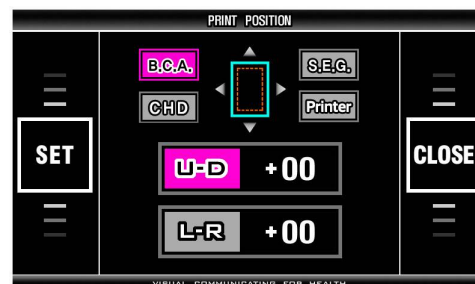 PRINT POSITION
B.C.A. S.E.G.
CHD Printer
SET CLOSE
U-D +00
L-R +00
VISUAL COMMUNICATING FOR HEALTH